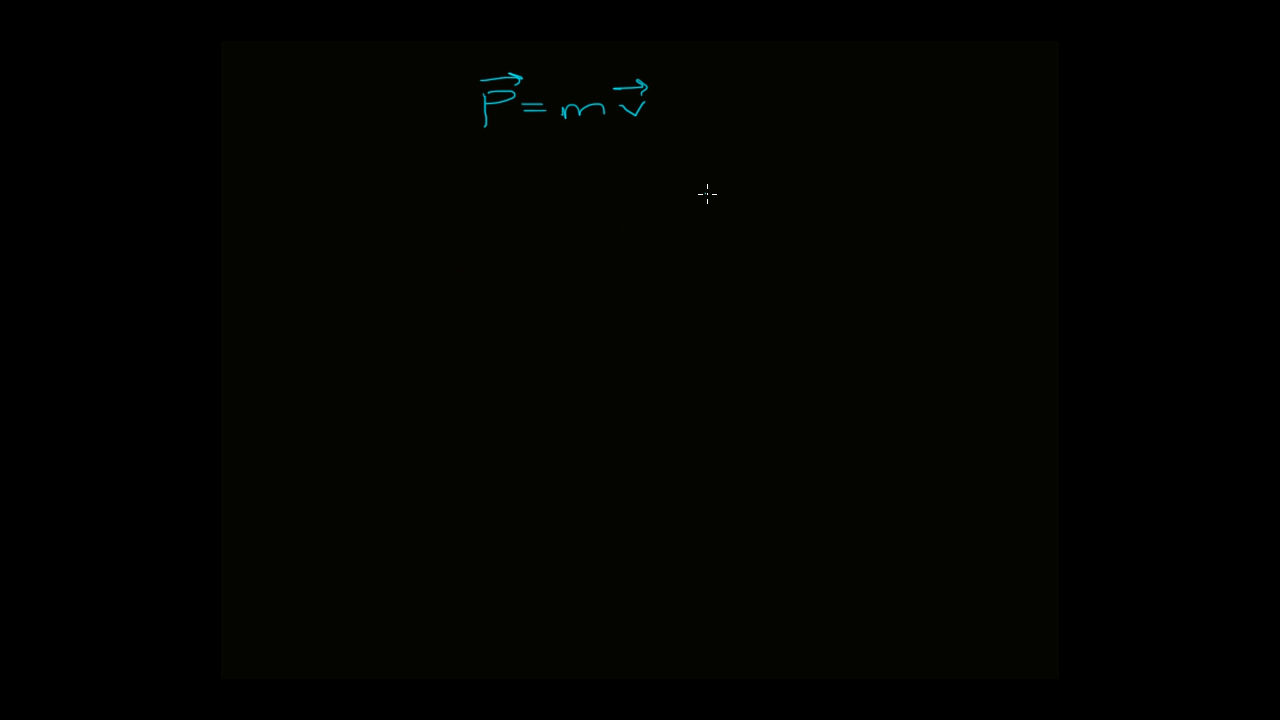 P⃗ = mv⃗